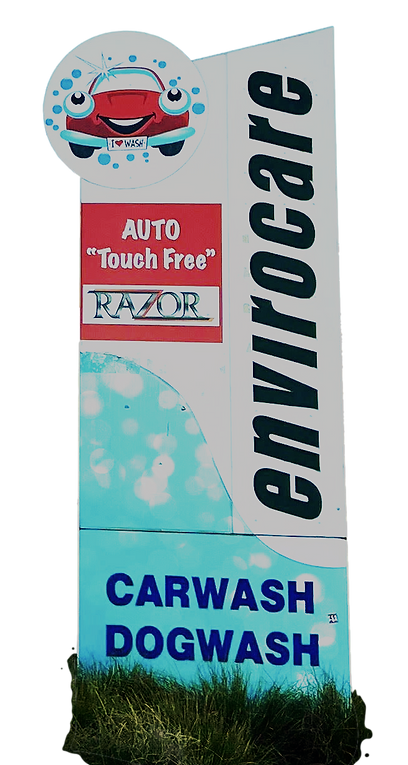 I ♥ WASH
AUTO
“Touch Free”
RAZOR
envirocare
CARWASH
DOGWASH